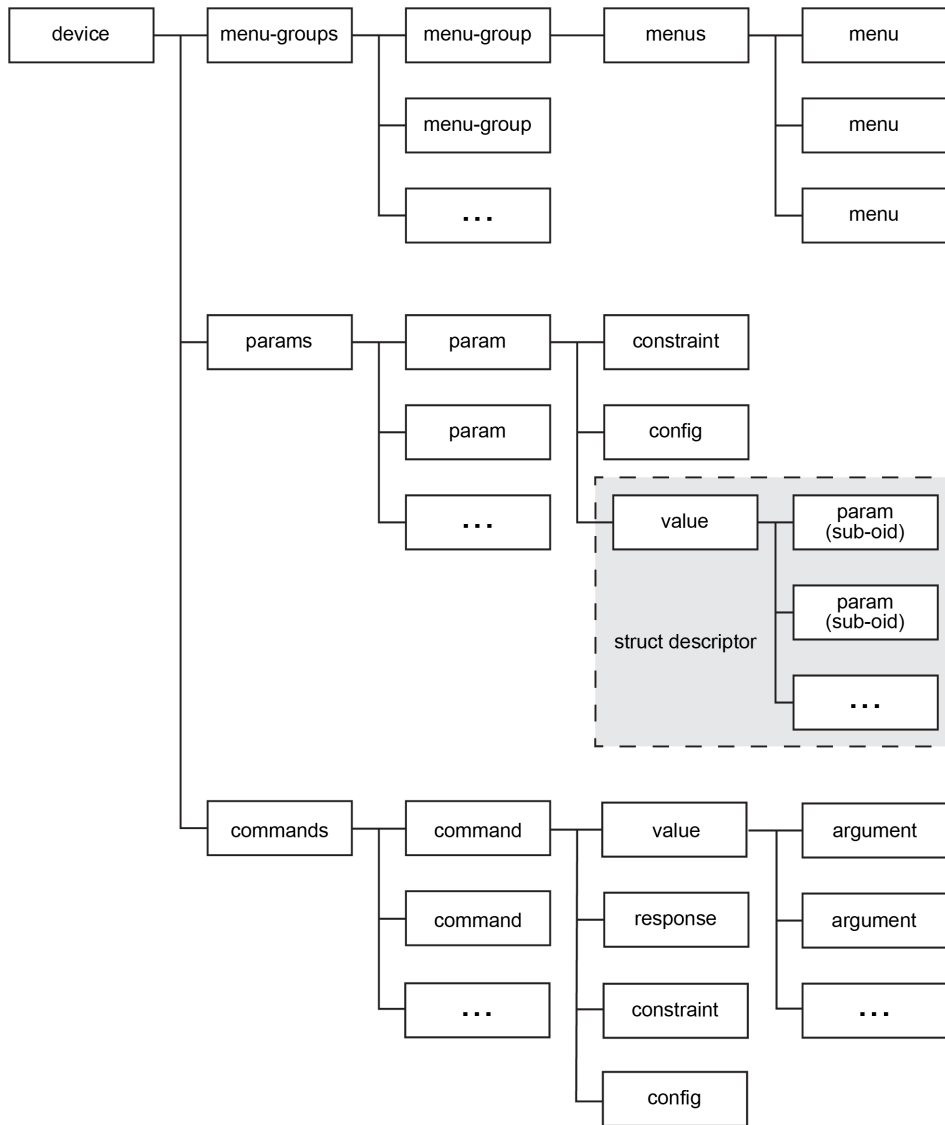 device
menu-groups
menu-group
menus
menu
menu-group
menu
...
menu
params
param
constraint
param
config
...
value
param
(sub-oid)
param
(sub-oid)
struct descriptor
...
commands
command
value
argument
command
response
argument
...
constraint
...
config